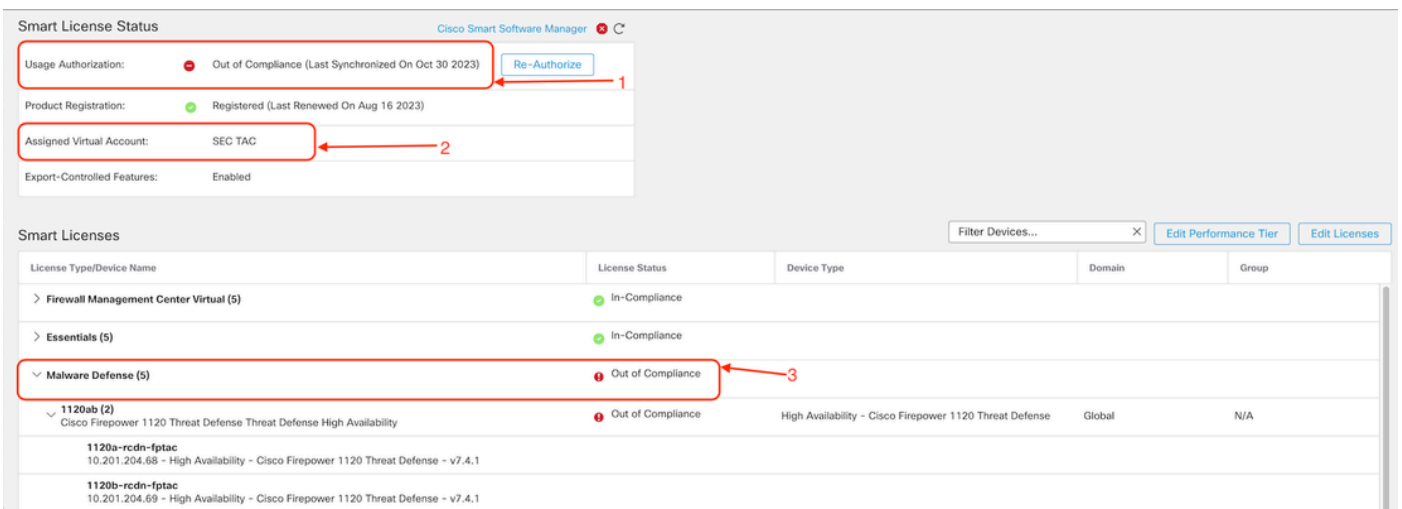 Smart License Status
Cisco Smart Software Manager
Usage Authorization: Out of Compliance (Last Synchronized On Oct 30 2023) Re-Authorize
1
Product Registration: Registered (Last Renewed On Aug 16 2023)
Assigned Virtual Account: SEC TAC
2
Export-Controlled Features: Enabled
Smart Licenses
Filter Devices... Edit Performance Tier Edit Licenses
License Type/Device Name License Status Device Type Domain Group
Firewall Management Center Virtual (5) In-Compliance
Essentials (5) In-Compliance
Malware Defense (5) Out of Compliance
3
1120ab (2) Out of Compliance High Availability - Cisco Firepower 1120 Threat Defense Global N/A
Cisco Firepower 1120 Threat Defense Threat Defense High Availability
1120a-rcdn-fptac
10.201.204.68 - High Availability - Cisco Firepower 1120 Threat Defense - v7.4.1
1120b-rcdn-fptac
10.201.204.69 - High Availability - Cisco Firepower 1120 Threat Defense - v7.4.1